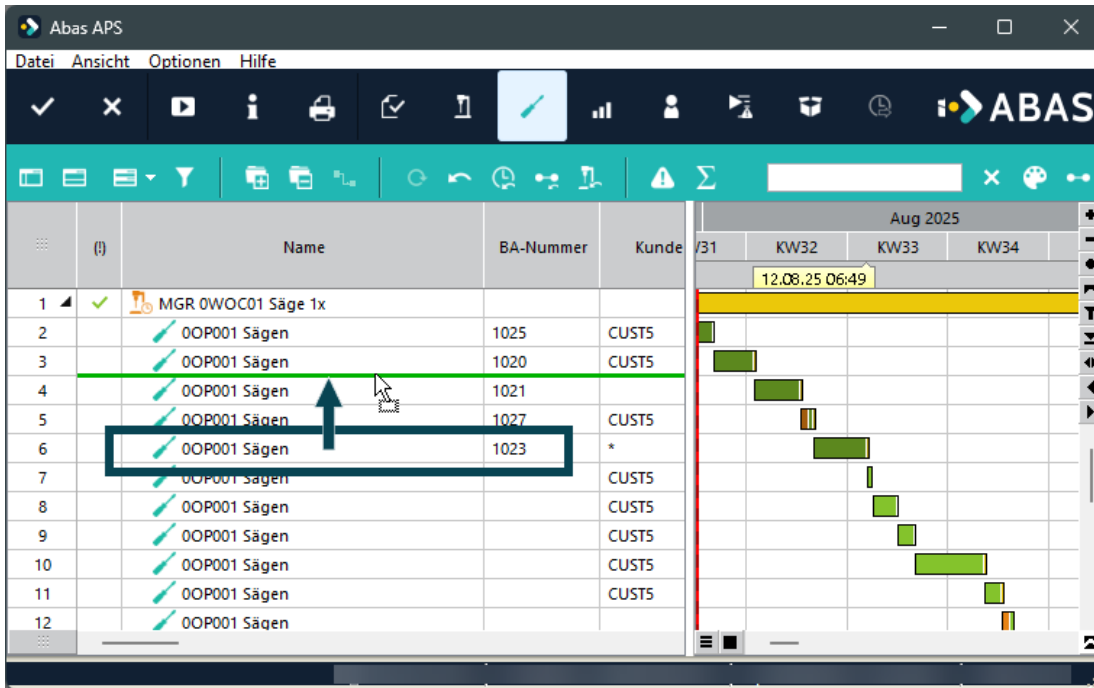 Abas APS
Datei Ansicht Optionen Hilfe
ABAS
(!) Name BA-Nummer Kunde
Aug 2025
/31 KW32 KW33 KW34
12.08.25 06:49
1 MGR 0WOC01 Säge 1x
2 0OP001 Sägen 1025 CUST5
3 0OP001 Sägen 1020 CUST5
4 0OP001 Sägen 1021
5 0OP001 Sägen 1027 CUST5
6 0OP001 Sägen 1023 *
7 0OP001 Sägen CUST5
8 0OP001 Sägen CUST5
9 0OP001 Sägen CUST5
10 0OP001 Sägen CUST5
11 0OP001 Sägen CUST5
12 0OP001 Sägen